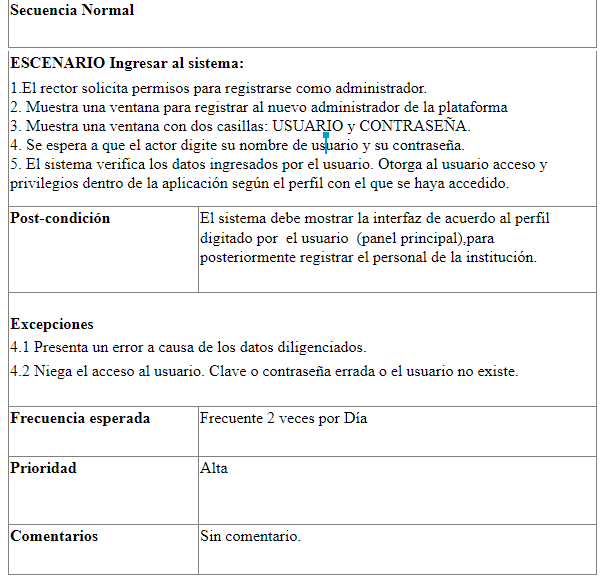 Secuencia Normal
ESCENARIO Ingresar al sistema:
1.El rector solicita permisos para registrarse como administrador.
2. Muestra una ventana para registrar al nuevo administrador de la plataforma
3. Muestra una ventana con dos casillas: USUARIO y CONTRASEÑA.
4. Se espera a que el actor digite su nombre de usuario y su contraseña.
5. El sistema verifica los datos ingresados por el usuario. Otorga al usuario acceso y
privilegios dentro de la aplicación según el perfil con el que se haya accedido.
Post-condición
El sistema debe mostrar la interfaz de acuerdo al perfil
digitado por  el usuario  (panel principal),para
posteriormente registrar el personal de la institución.
Excepciones
4.1 Presenta un error a causa de los datos diligenciados.
4.2 Niega el acceso al usuario. Clave o contraseña errada o el usuario no existe.
Frecuencia esperada
Frecuente 2 veces por Día
Prioridad
Alta
Comentarios
Sin comentario.